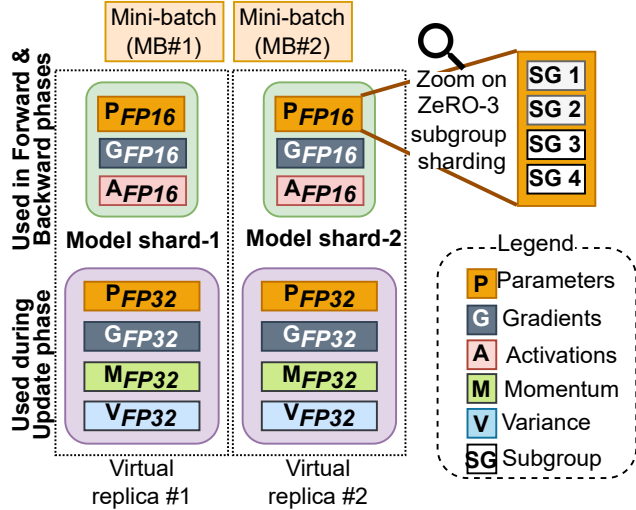 Mini-batch
(MB#1)
Mini-batch
(MB#2)
Used in Forward &
Backward phases
PFP16
GFP16
AFP16
Model shard-1
PFP16
GFP16
AFP16
Model shard-2
Zoom on
ZeRO-3
subgroup
sharding
SG 1
SG 2
SG 3
SG 4
Used during
Update phase
PFP32
GFP32
MFP32
VFP32
Virtual
replica #1
PFP32
GFP32
MFP32
VFP32
Virtual
replica #2
Legend
P Parameters
G Gradients
A Activations
M Momentum
V Variance
SG Subgroup